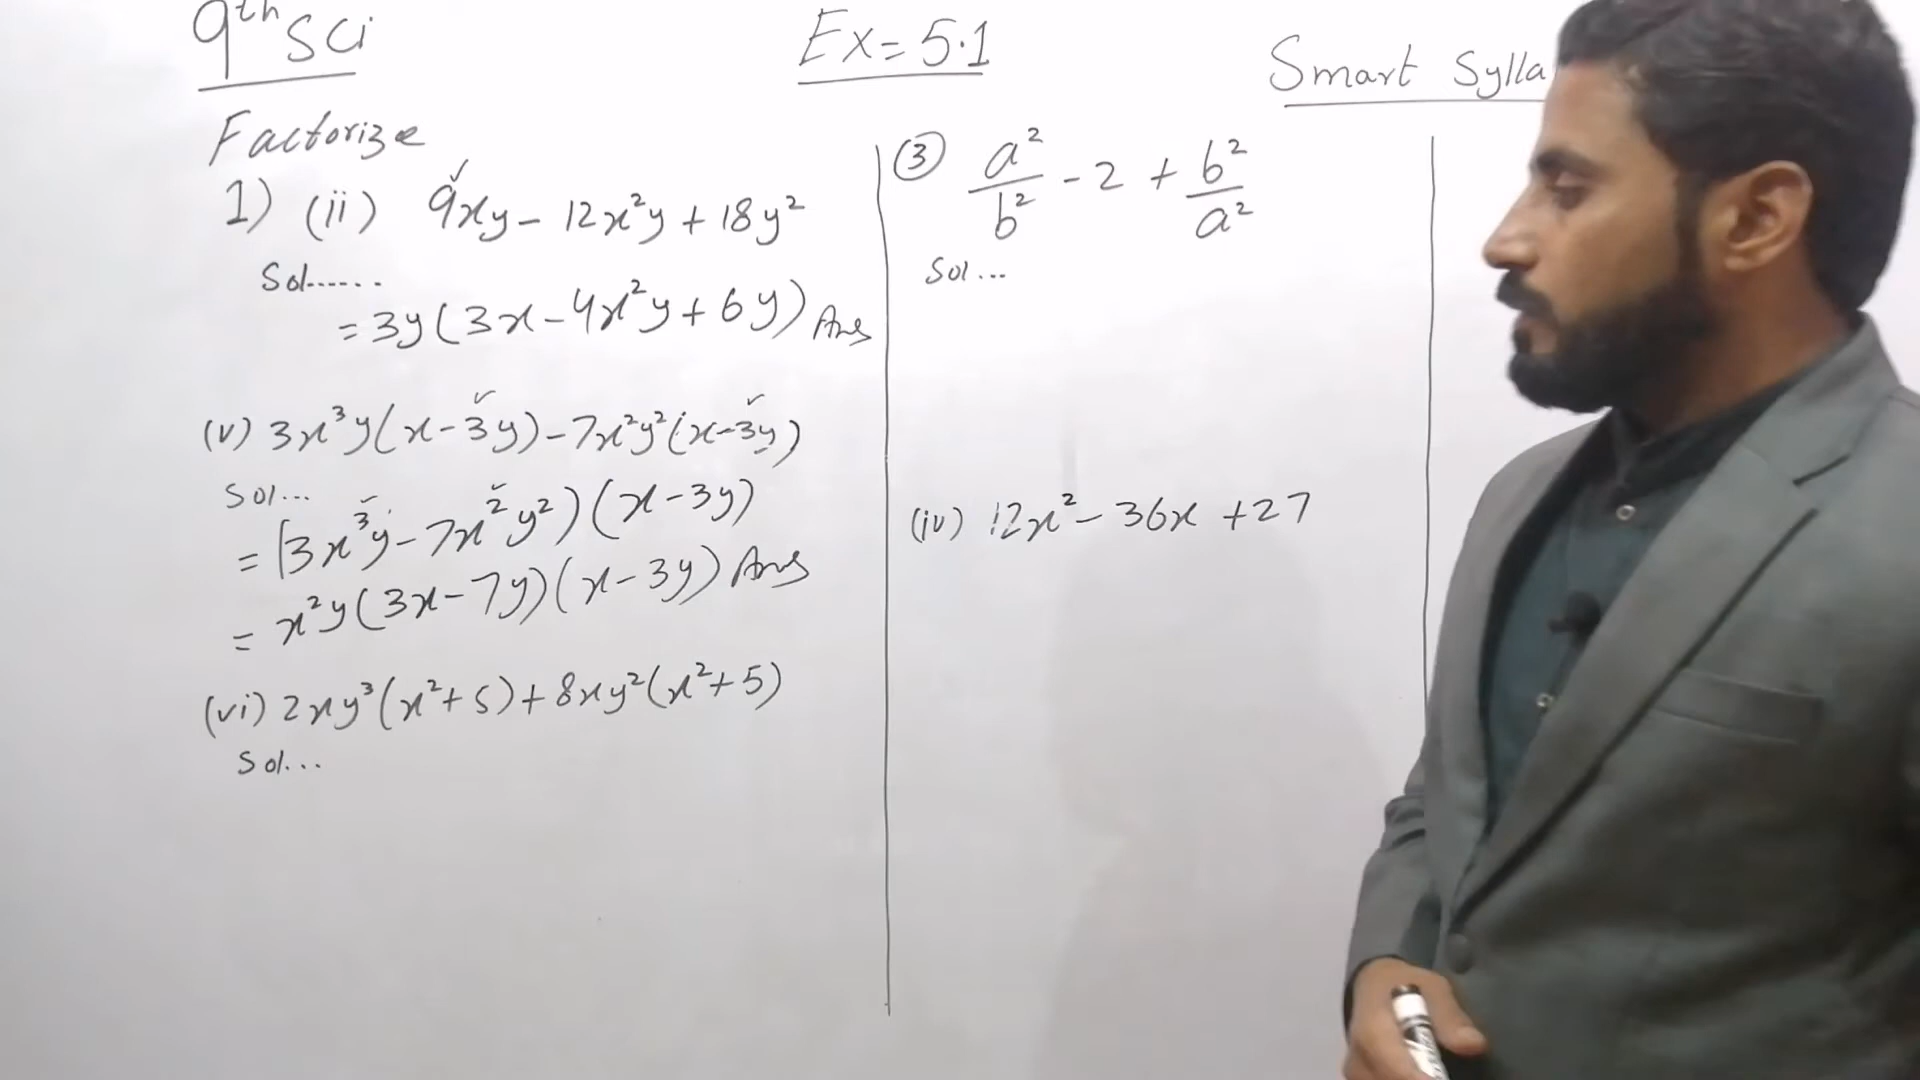 9th SCi
Ex= 5.1
Smart Sylla
Factorize
1) (ii) 9xy - 12x²y + 18y²
Sol......
= 3y(3x - 4x²y + 6y) Ans
(v) 3x³y(x-3y) - 7x²y²(x-3y)
Sol...
= (3x³y - 7x²y²)(x-3y)
= x²y(3x-7y)(x-3y) Ans
(vi) 2xy³(x²+5) + 8xy²(x²+5)
Sol...
③ a²/b² - 2 + b²/a²
Sol...
(iv) 12x² - 36x + 27